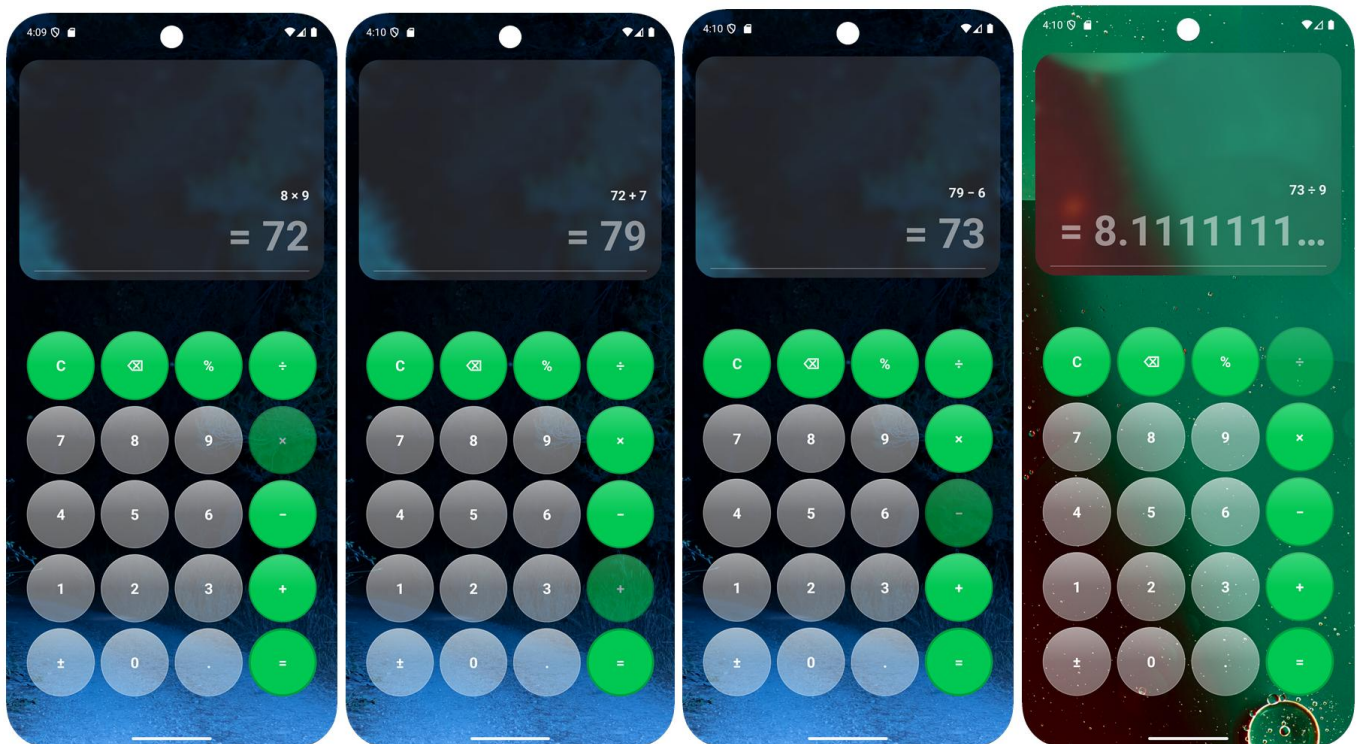 4:09
8 × 9
= 72
C ⌫ % ÷
7 8 9 ×
4 5 6 −
1 2 3 +
± 0 . =
4:10
72 + 7
= 79
C ⌫ % ÷
7 8 9 ×
4 5 6 −
1 2 3 +
± 0 . =
4:10
79 − 6
= 73
C ⌫ % ÷
7 8 9 ×
4 5 6 −
1 2 3 +
± 0 . =
4:10
73 ÷ 9
= 8.1111111...
C ⌫ % ÷
7 8 9 ×
4 5 6 −
1 2 3 +
± 0 . =